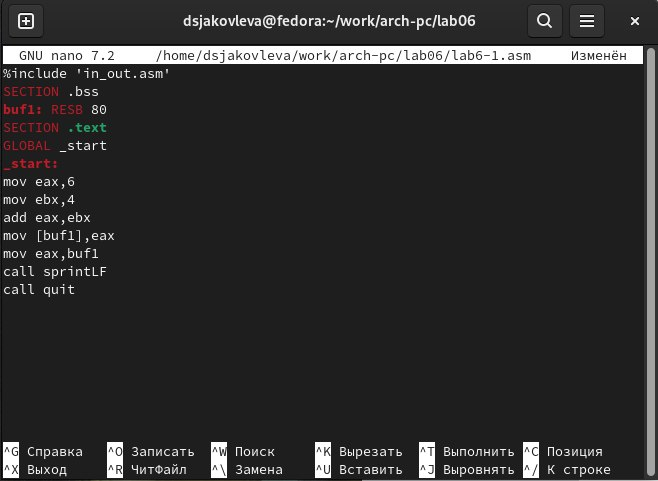 dsjakovleva@fedora:~/work/arch-pc/lab06
GNU nano 7.2 /home/dsjakovleva/work/arch-pc/lab06/lab6-1.asm Изменён
%include 'in_out.asm'
SECTION .bss
buf1: RESB 80
SECTION .text
GLOBAL _start
_start:
mov eax,6
mov ebx,4
add eax,ebx
mov [buf1],eax
mov eax,buf1
call sprintLF
call quit
^G Справка ^O Записать ^W Поиск ^K Вырезать ^T Выполнить ^C Позиция
^X Выход ^R ЧитФайл ^\ Замена ^U Вставить ^J Выровнять ^/ К строке